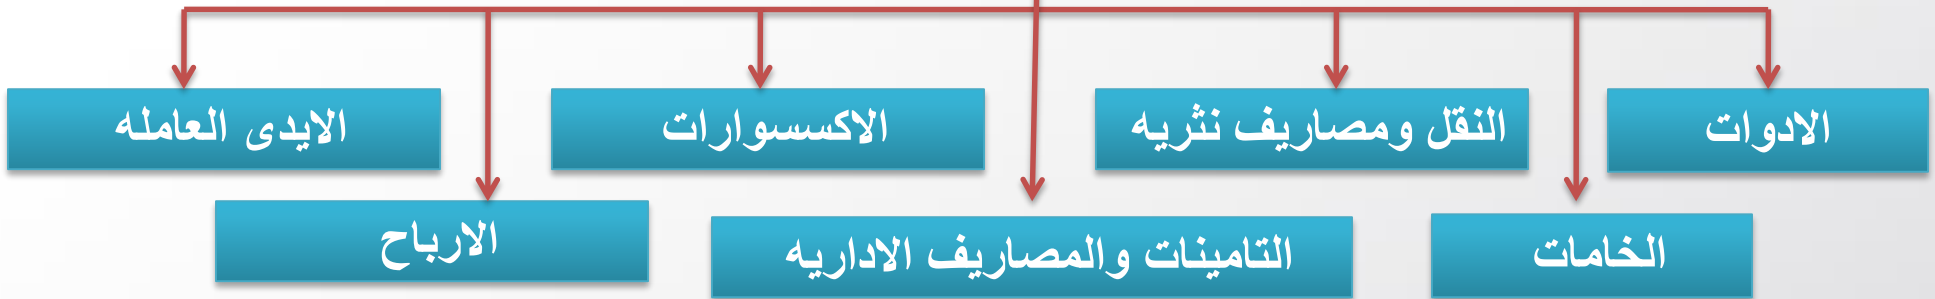 الادوات
النقل ومصاريف نثريه
الاكسسوارات
الايدى العامله
الخامات
التامينات والمصاريف الاداريه
الارباح